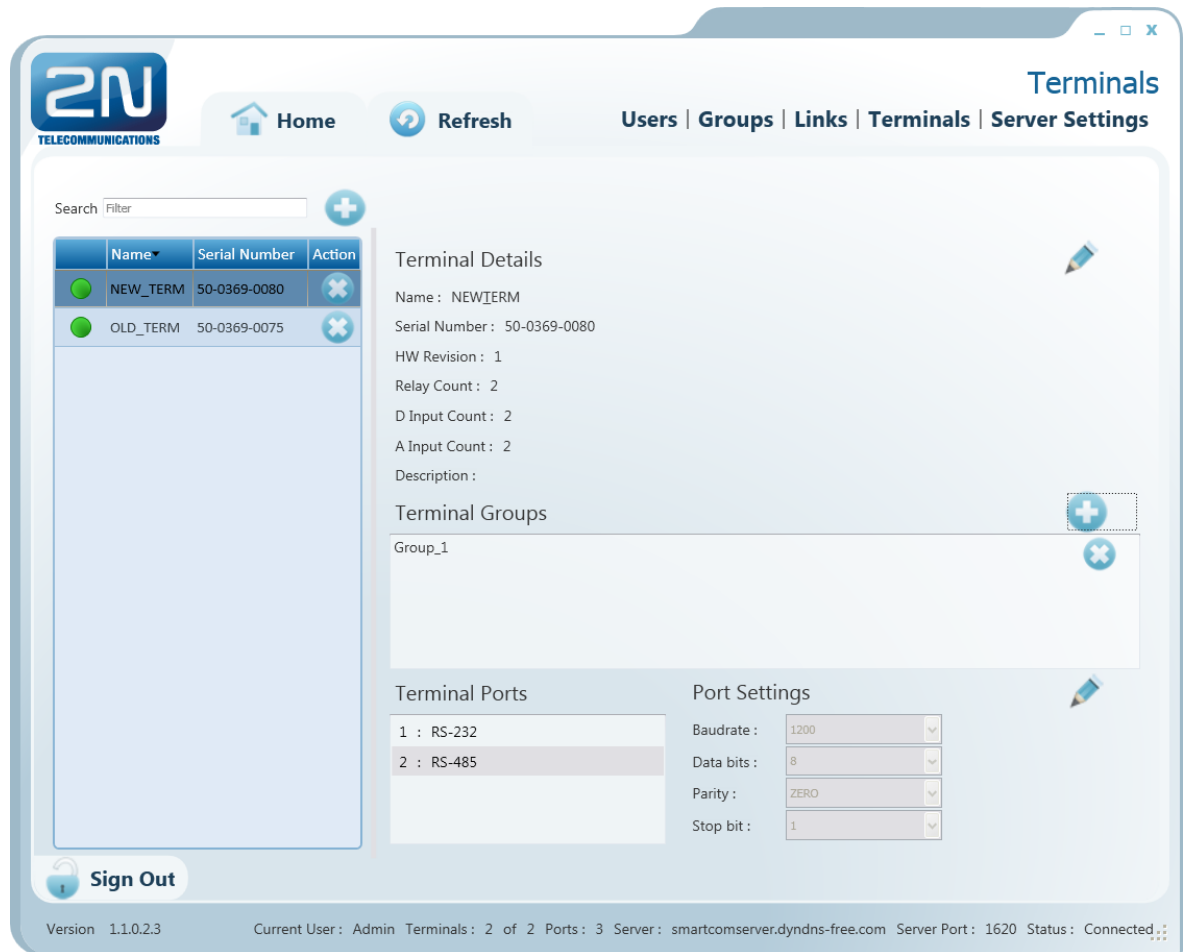 Terminals
2N
TELECOMMUNICATIONS
Home
Refresh
Users | Groups | Links | Terminals | Server Settings
Search Filter
Name Serial Number Action
NEW_TERM 50-0369-0080
OLD_TERM 50-0369-0075
Terminal Details
Name : NEWTERM
Serial Number : 50-0369-0080
HW Revision : 1
Relay Count : 2
D Input Count : 2
A Input Count : 2
Description :
Terminal Groups
Group_1
Terminal Ports
1 : RS-232
2 : RS-485
Port Settings
Baudrate : 1200
Data bits : 8
Parity : ZERO
Stop bit : 1
Sign Out
Version 1.1.0.2.3 Current User : Admin Terminals : 2 of 2 Ports : 3 Server : smartcomserver.dyndns-free.com Server Port : 1620 Status : Connected